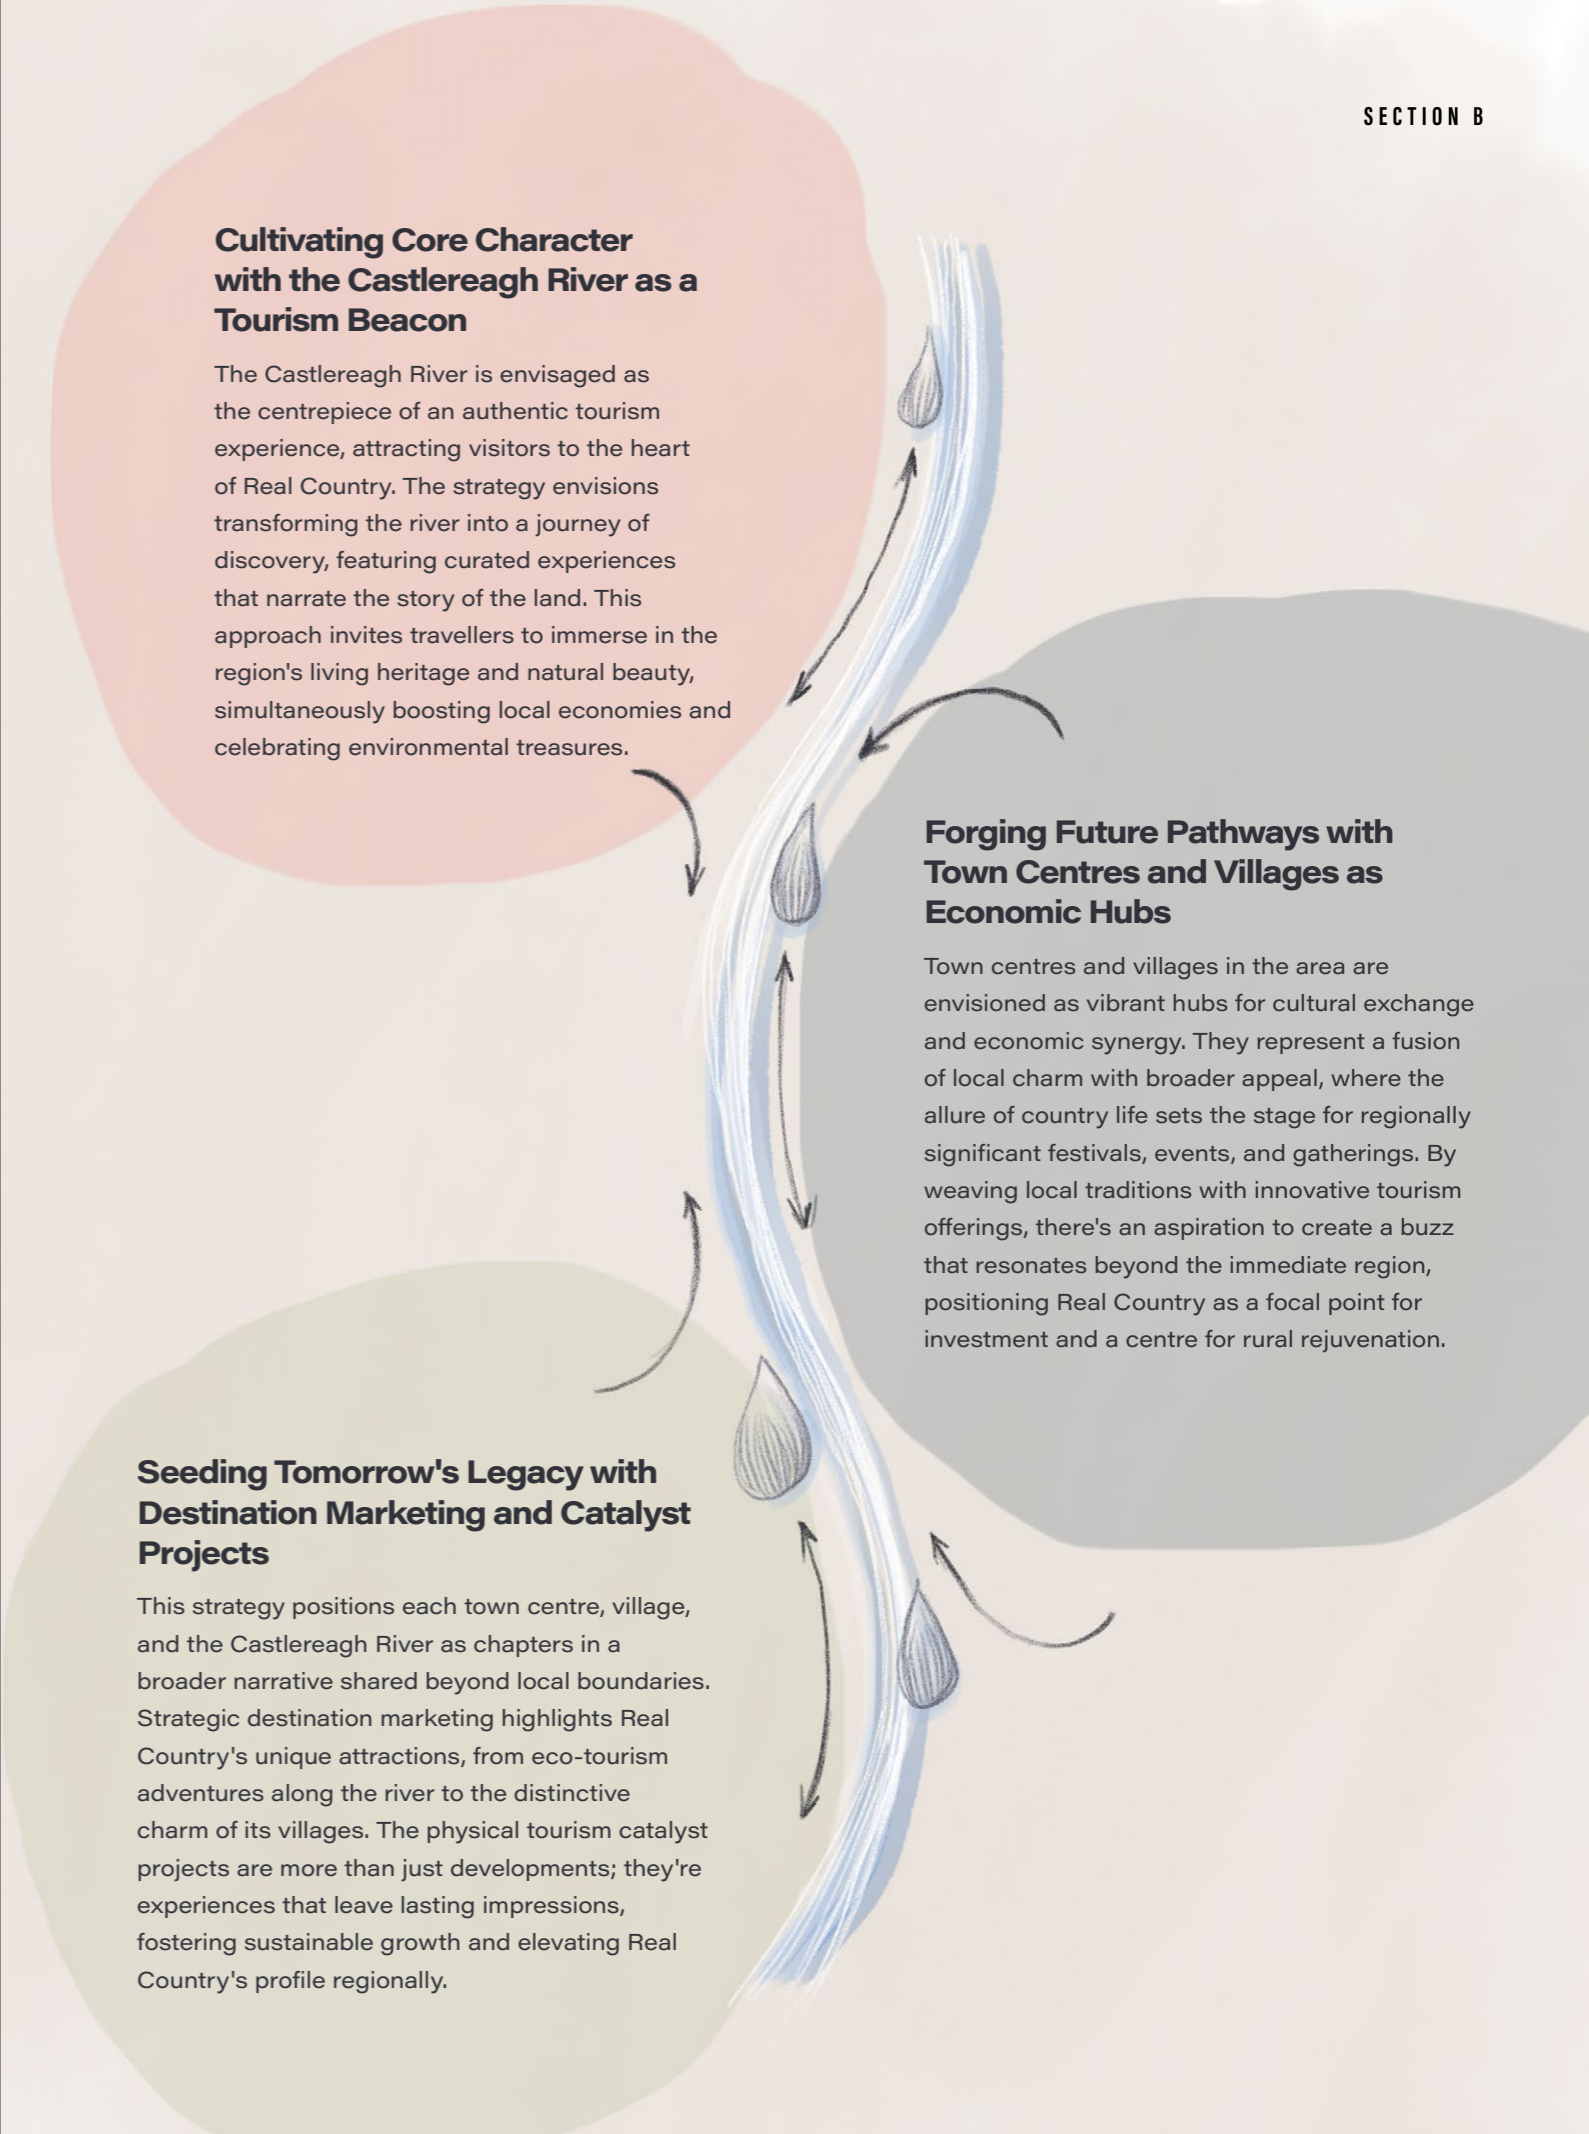 SECTION B
Cultivating Core Character
with the Castlereagh River as a
Tourism Beacon
The Castlereagh River is envisaged as
the centrepiece of an authentic tourism
experience, attracting visitors to the heart
of Real Country. The strategy envisions
transforming the river into a journey of
discovery, featuring curated experiences
that narrate the story of the land. This
approach invites travellers to immerse in the
region's living heritage and natural beauty,
simultaneously boosting local economies and
celebrating environmental treasures.
Forging Future Pathways with
Town Centres and Villages as
Economic Hubs
Town centres and villages in the area are
envisioned as vibrant hubs for cultural exchange
and economic synergy. They represent a fusion
of local charm with broader appeal, where the
allure of country life sets the stage for regionally
significant festivals, events, and gatherings. By
weaving local traditions with innovative tourism
offerings, there's an aspiration to create a buzz
that resonates beyond the immediate region,
positioning Real Country as a focal point for
investment and a centre for rural rejuvenation.
Seeding Tomorrow's Legacy with
Destination Marketing and Catalyst
Projects
This strategy positions each town centre, village,
and the Castlereagh River as chapters in a
broader narrative shared beyond local boundaries.
Strategic destination marketing highlights Real
Country's unique attractions, from eco-tourism
adventures along the river to the distinctive
charm of its villages. The physical tourism catalyst
projects are more than just developments; they're
experiences that leave lasting impressions,
fostering sustainable growth and elevating Real
Country's profile regionally.